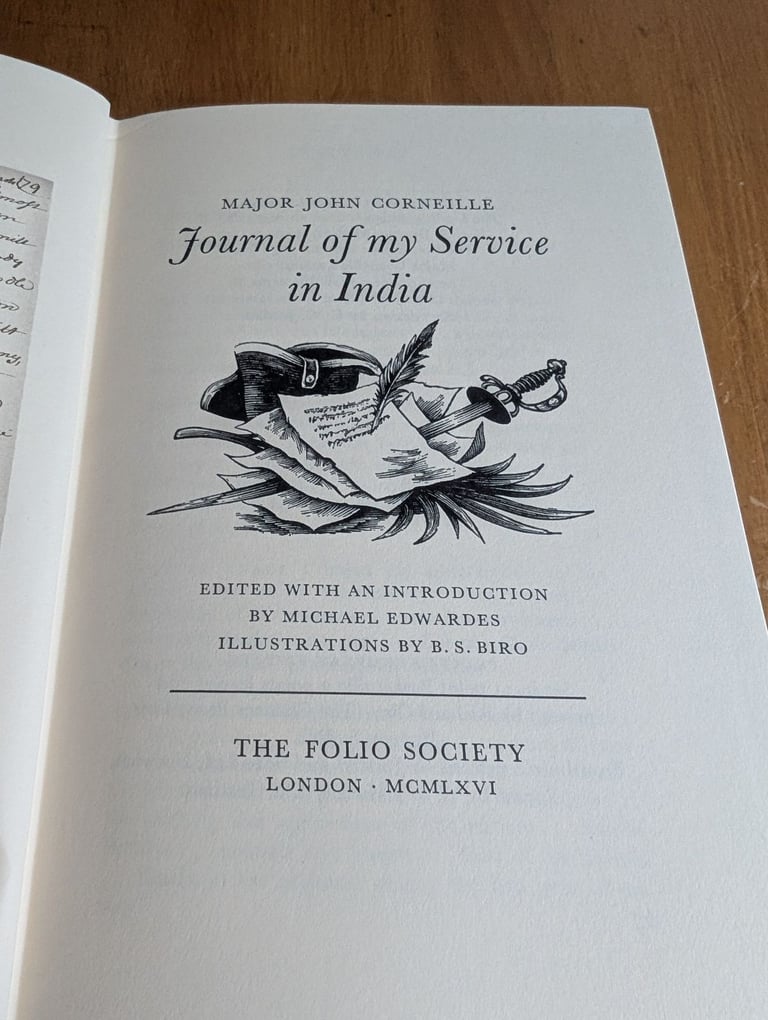 MAJOR JOHN CORNEILLE
Journal of my Service
in India
EDITED WITH AN INTRODUCTION
BY MICHAEL EDWARDES
ILLUSTRATIONS BY B. S. BIRO
THE FOLIO SOCIETY
LONDON · MCMLXVI